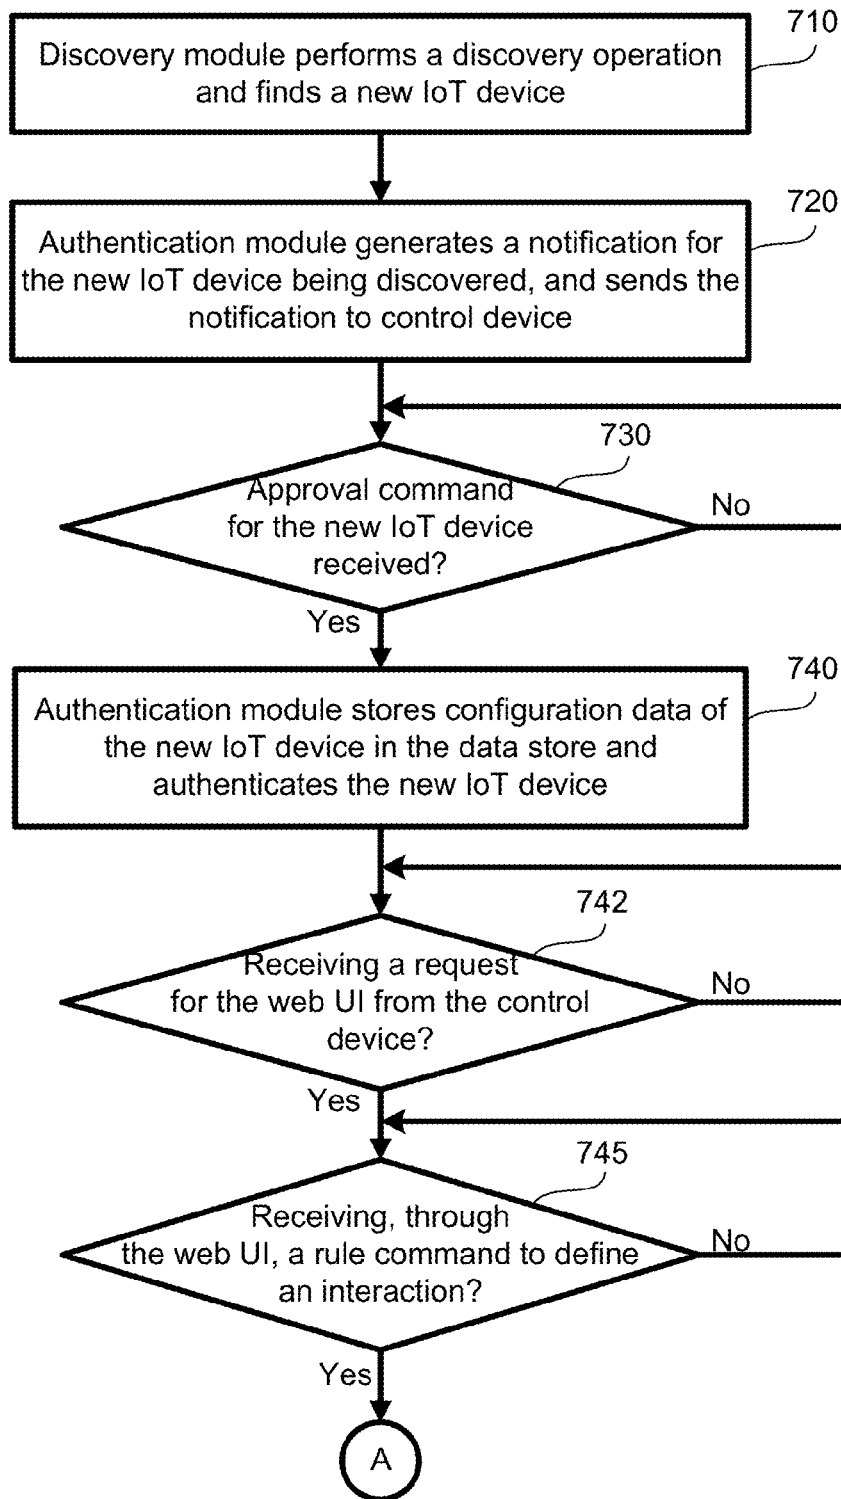 710
Discovery module performs a discovery operation
and finds a new IoT device
720
Authentication module generates a notification for
the new IoT device being discovered, and sends the
notification to control device
730
Approval command
for the new IoT device
received?
No
Yes
740
Authentication module stores configuration data of
the new IoT device in the data store and
authenticates the new IoT device
742
Receiving a request
for the web UI from the control
device?
No
Yes
745
Receiving, through
the web UI, a rule command to define
an interaction?
No
Yes
A